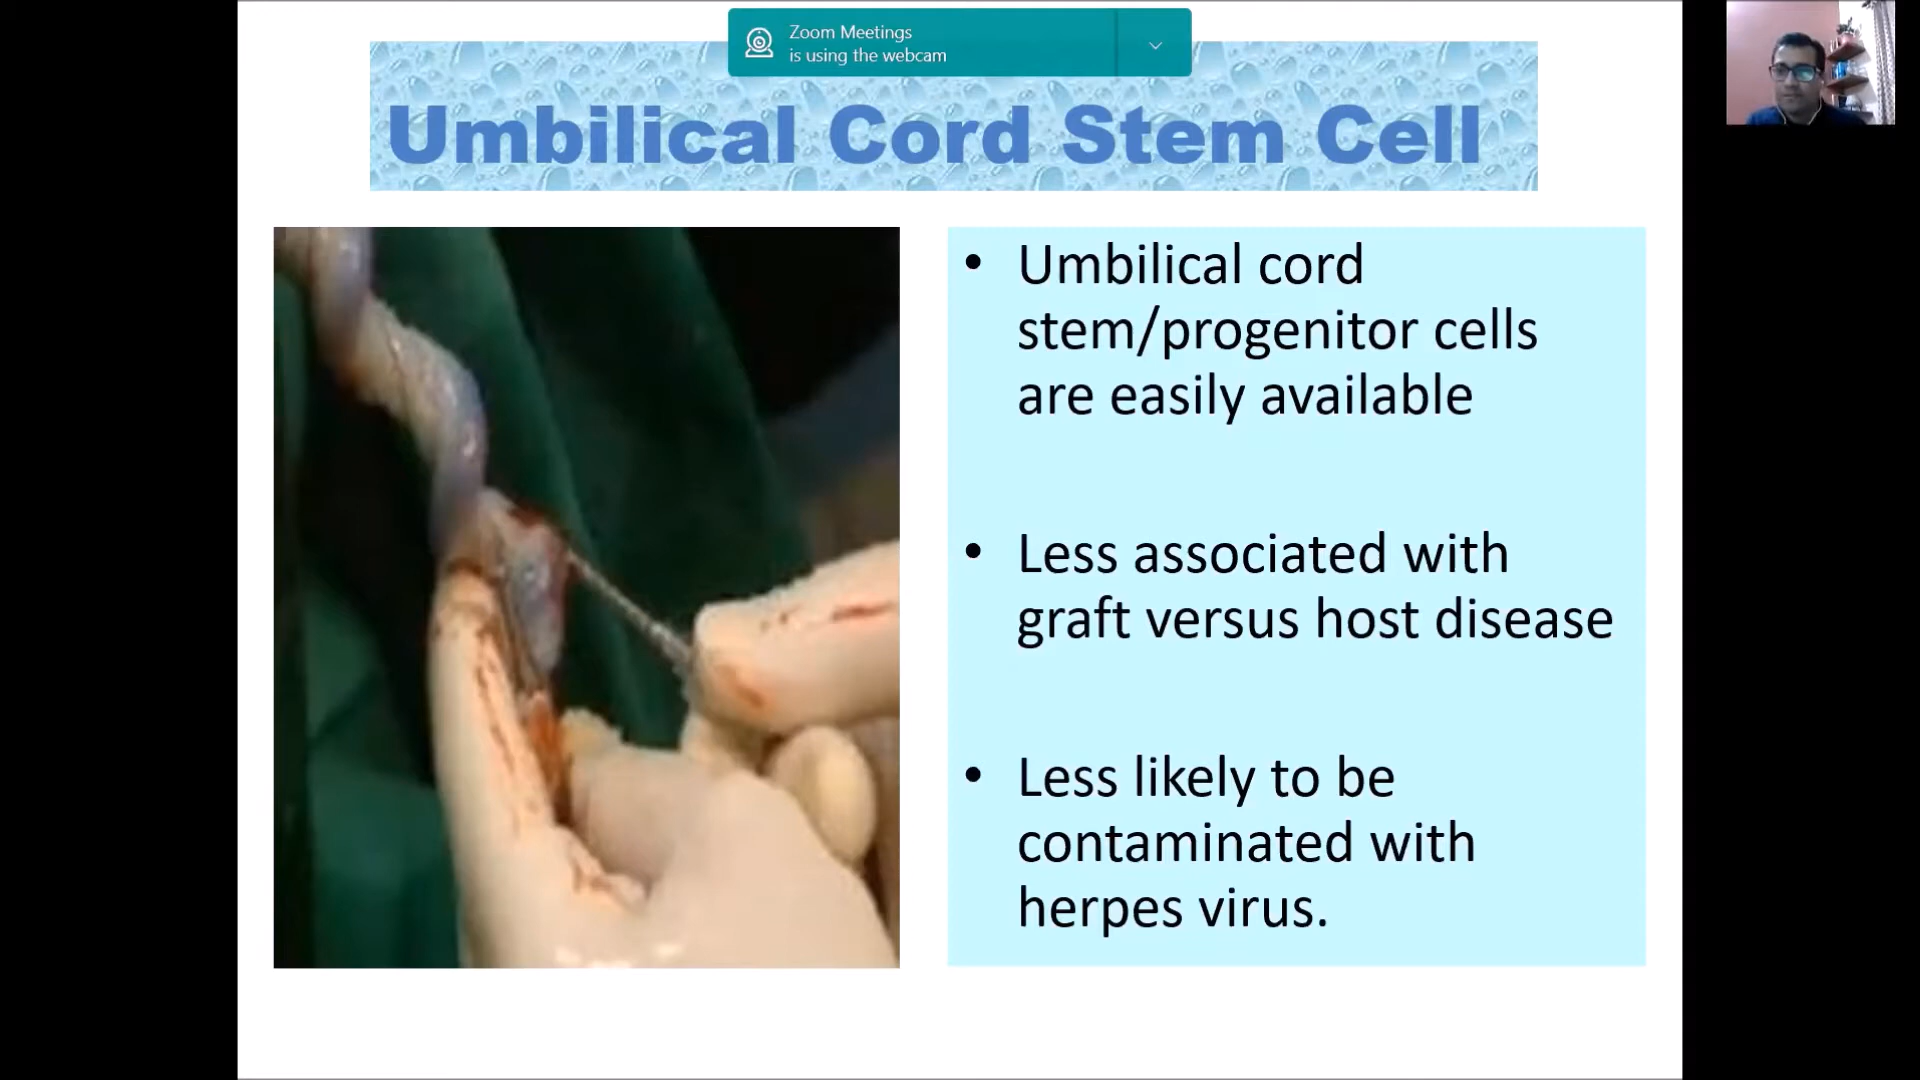 Zoom Meetings
is using the webcam
Umbilical Cord Stem Cell
• Umbilical cord
stem/progenitor cells
are easily available
• Less associated with
graft versus host disease
• Less likely to be
contaminated with
herpes virus.